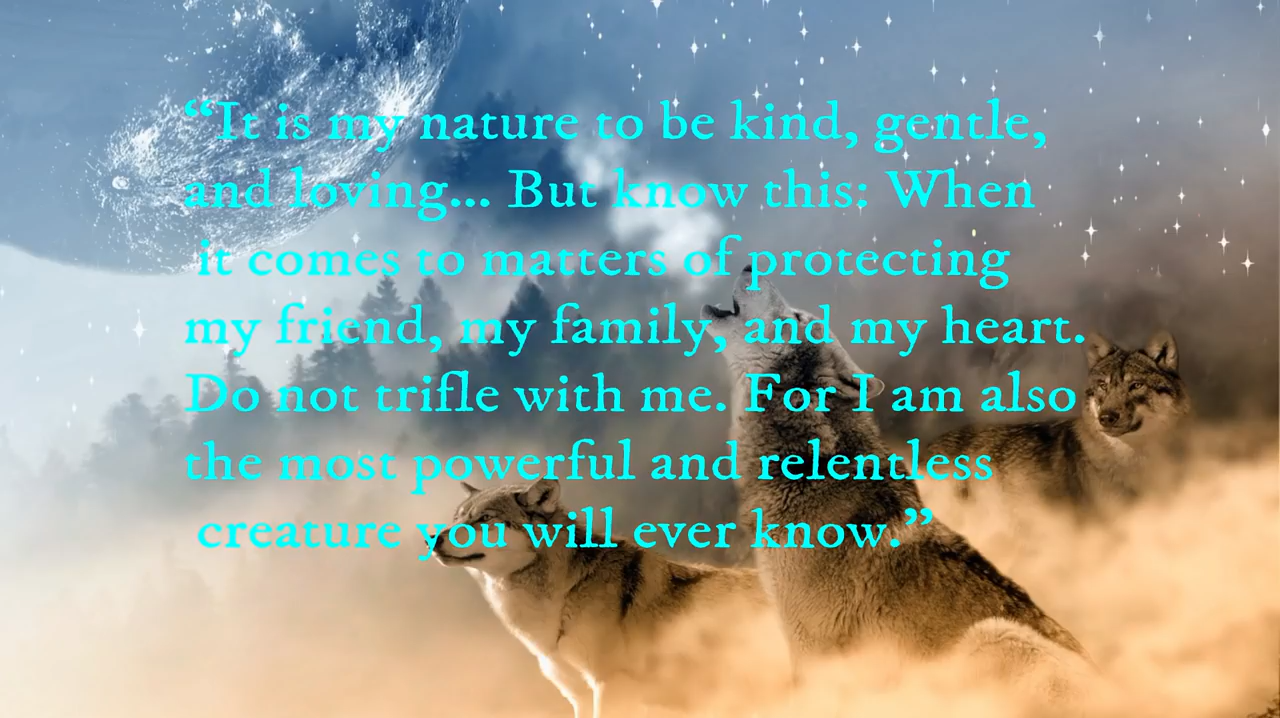 “It is my nature to be kind, gentle,
and loving... But know this: When
it comes to matters of protecting
my friend, my family, and my heart.
Do not trifle with me. For I am also
the most powerful and relentless
creature you will ever know.”